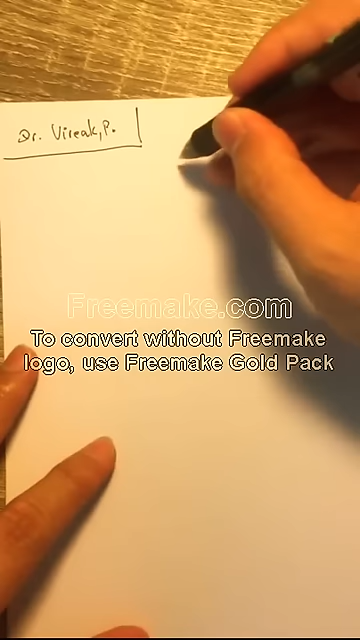 Dr. Vireak, P.
Freemake.com
To convert without Freemake
logo, use Freemake Gold Pack